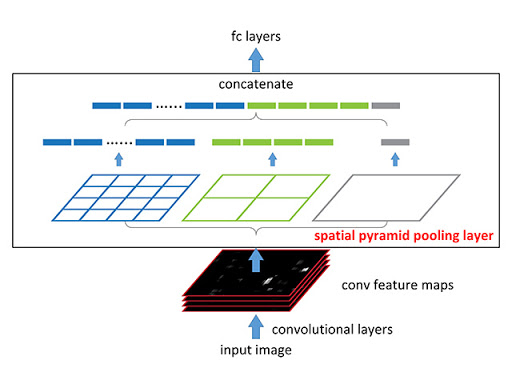 fc layers
concatenate
......
......
spatial pyramid pooling layer
conv feature maps
convolutional layers
input image